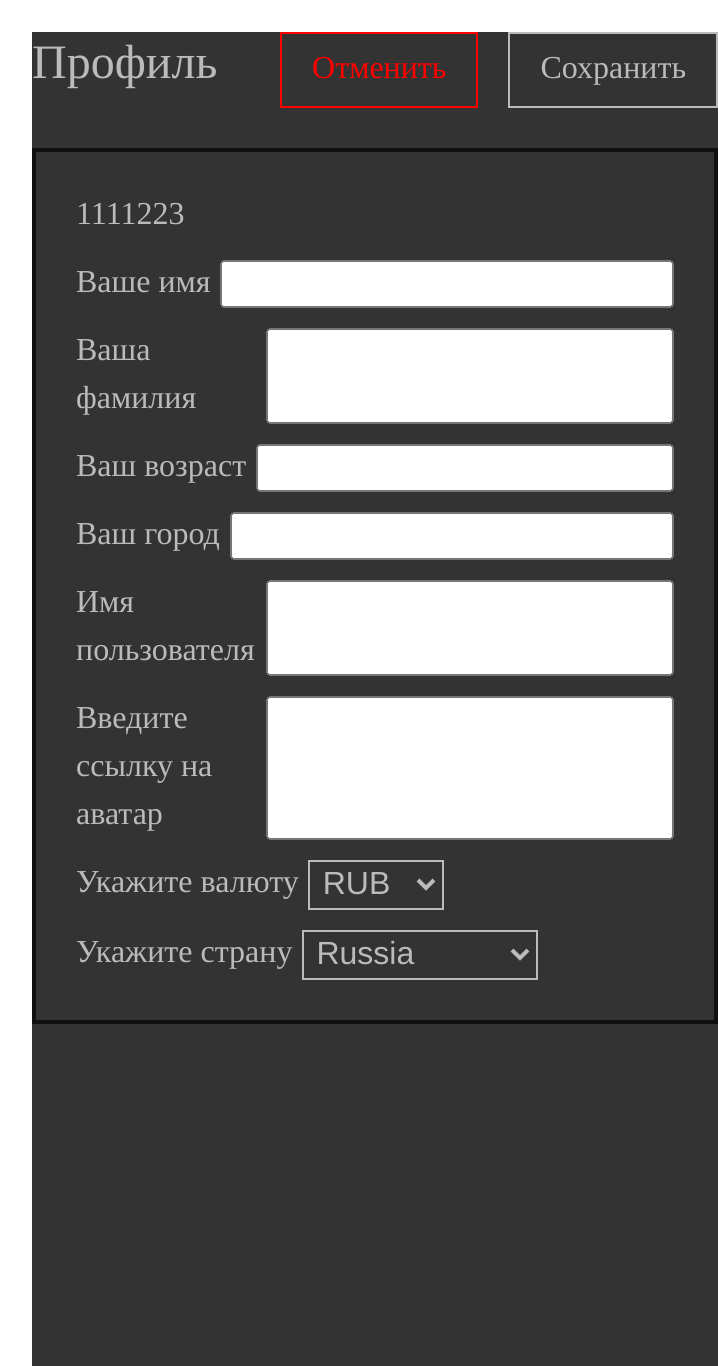 Профиль Отменить Сохранить
1111223
Ваше имя
Ваша
фамилия
Ваш возраст
Ваш город
Имя
пользователя
Введите
ссылку на
аватар
Укажите валюту RUB
Укажите страну Russia